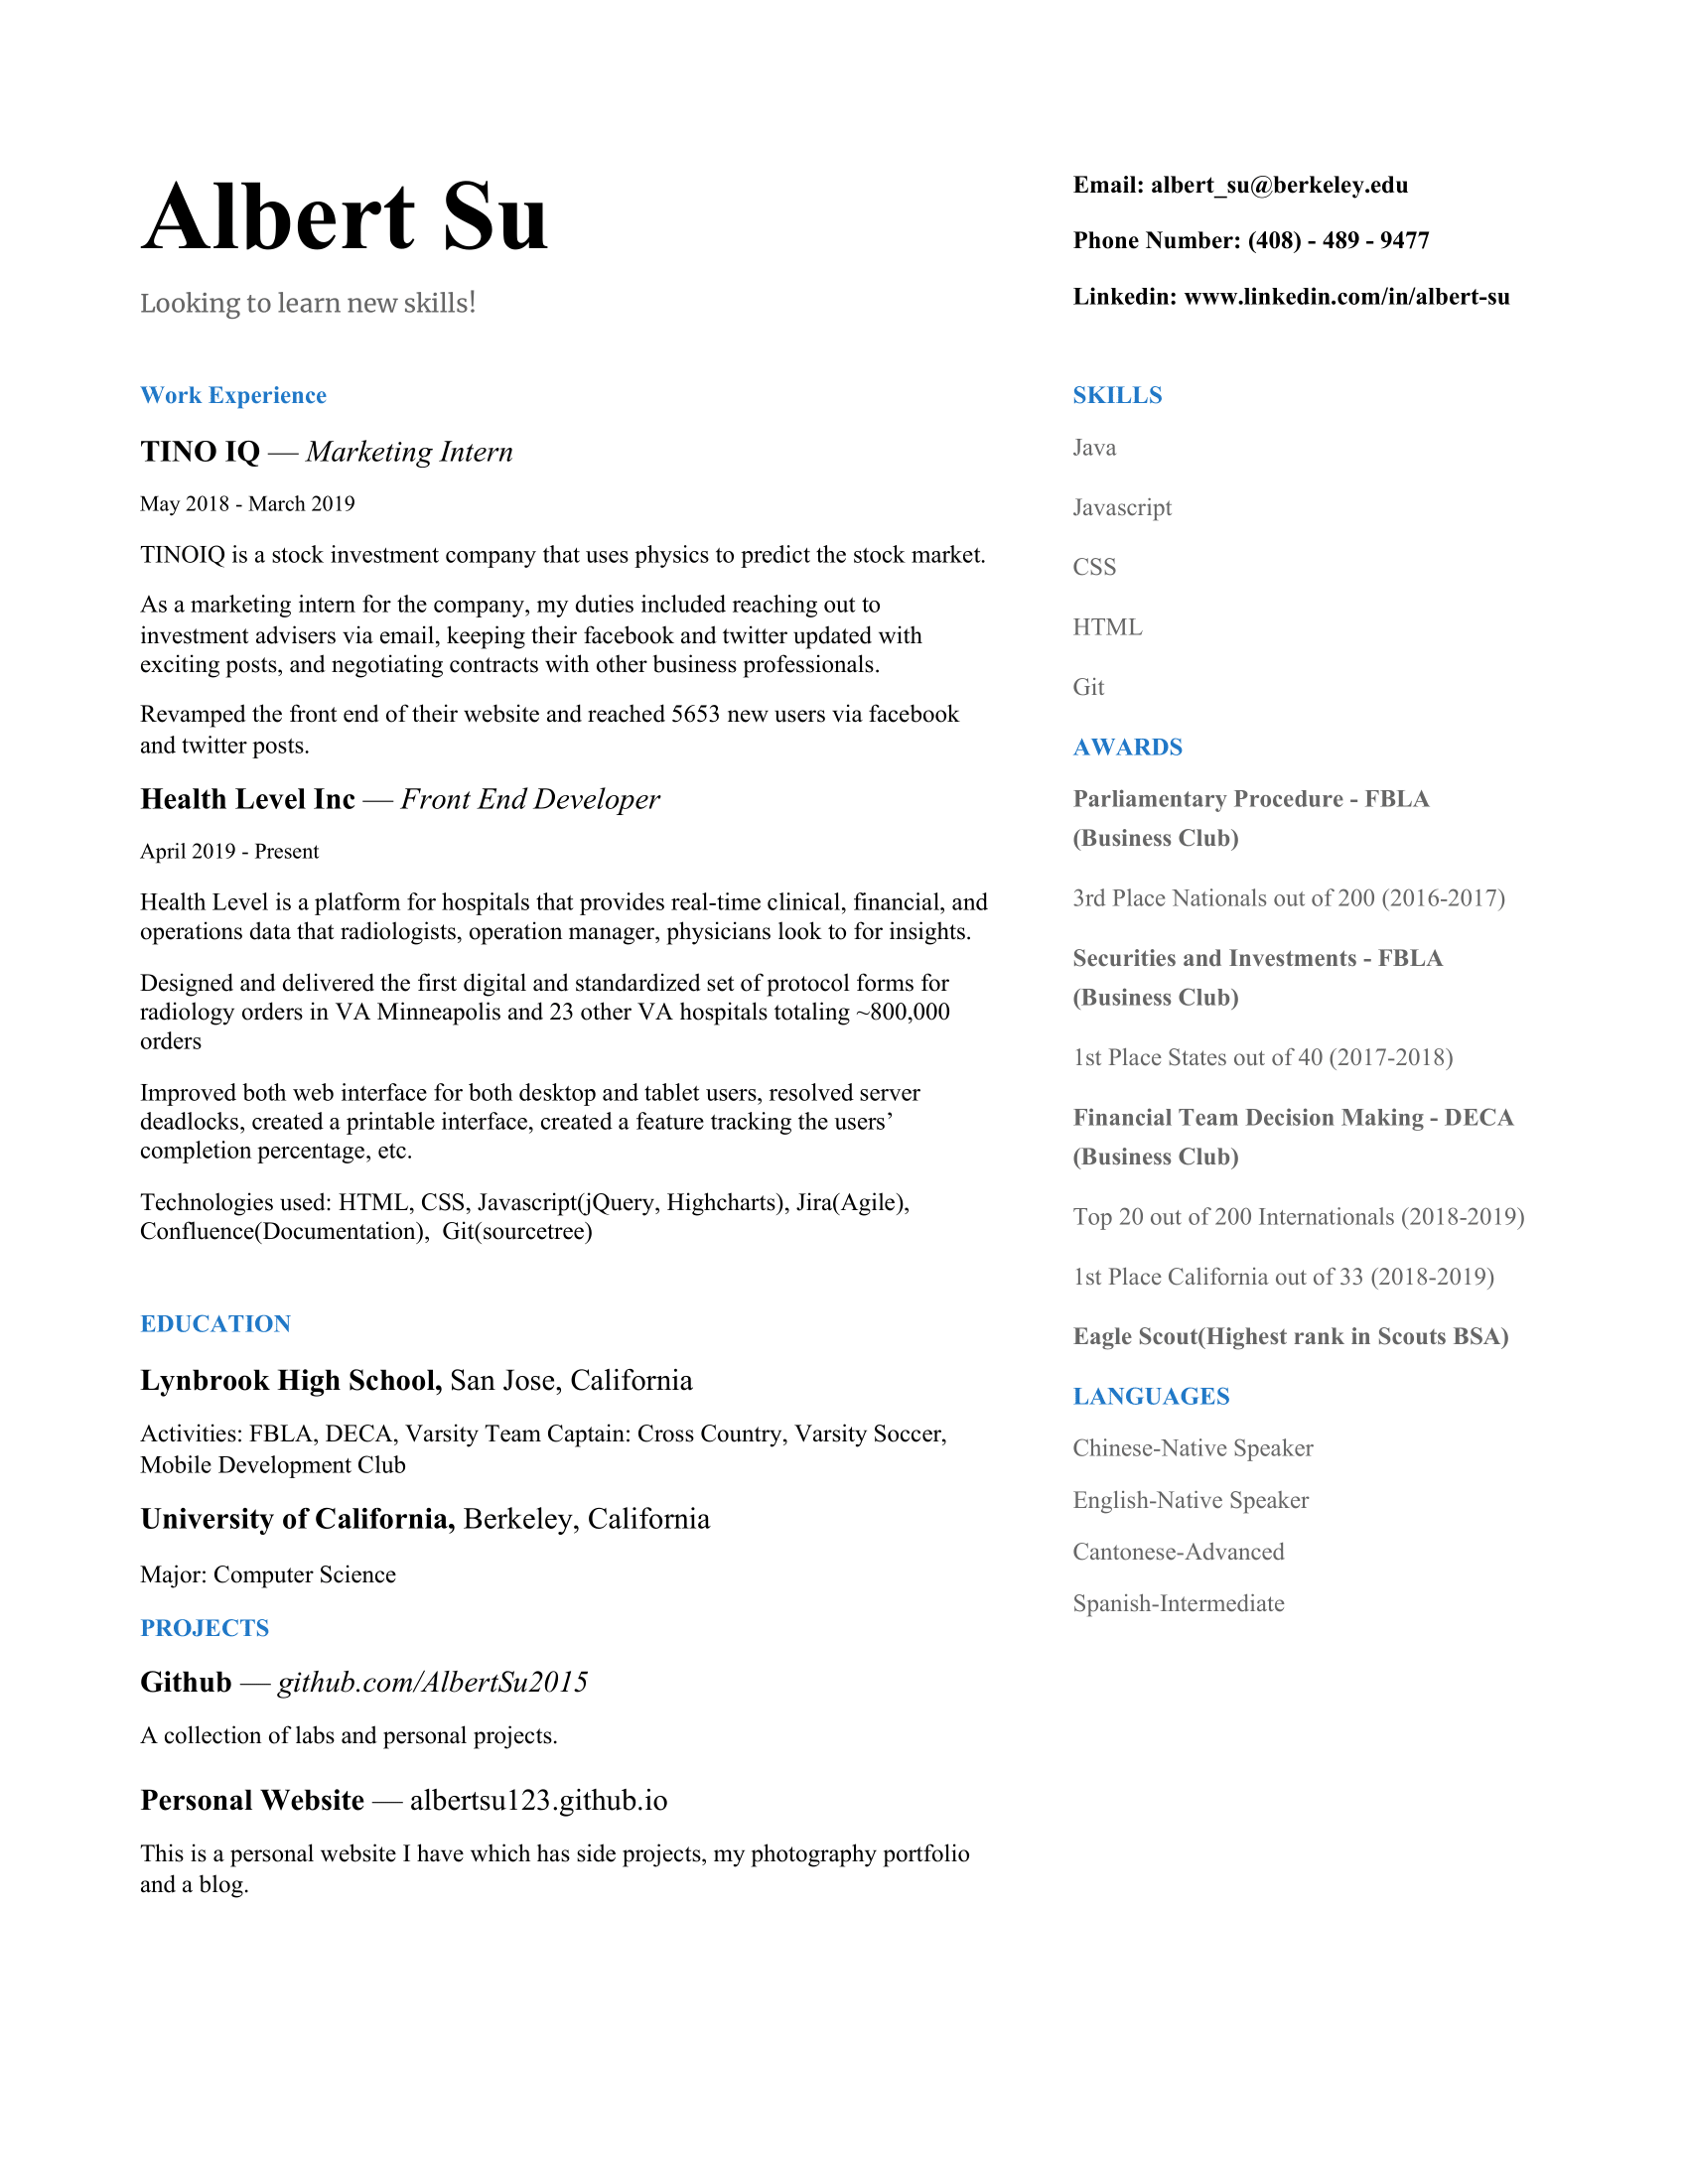 Albert Su
Looking to learn new skills!
Email: albert_su@berkeley.edu
Phone Number: (408) - 489 - 9477
Linkedin: www.linkedin.com/in/albert-su
Work Experience
TINO IQ — Marketing Intern
May 2018 - March 2019
TINOIQ is a stock investment company that uses physics to predict the stock market.
As a marketing intern for the company, my duties included reaching out to
investment advisers via email, keeping their facebook and twitter updated with
exciting posts, and negotiating contracts with other business professionals.
Revamped the front end of their website and reached 5653 new users via facebook
and twitter posts.
Health Level Inc — Front End Developer
April 2019 - Present
Health Level is a platform for hospitals that provides real-time clinical, financial, and
operations data that radiologists, operation manager, physicians look to for insights.
Designed and delivered the first digital and standardized set of protocol forms for
radiology orders in VA Minneapolis and 23 other VA hospitals totaling ~800,000
orders
Improved both web interface for both desktop and tablet users, resolved server
deadlocks, created a printable interface, created a feature tracking the users’
completion percentage, etc.
Technologies used: HTML, CSS, Javascript(jQuery, Highcharts), Jira(Agile),
Confluence(Documentation),  Git(sourcetree)
EDUCATION
Lynbrook High School, San Jose, California
Activities: FBLA, DECA, Varsity Team Captain: Cross Country, Varsity Soccer,
Mobile Development Club
University of California, Berkeley, California
Major: Computer Science
PROJECTS
Github — github.com/AlbertSu2015
A collection of labs and personal projects.
Personal Website — albertsu123.github.io
This is a personal website I have which has side projects, my photography portfolio
and a blog.
SKILLS
Java
Javascript
CSS
HTML
Git
AWARDS
Parliamentary Procedure - FBLA
(Business Club)
3rd Place Nationals out of 200 (2016-2017)
Securities and Investments - FBLA
(Business Club)
1st Place States out of 40 (2017-2018)
Financial Team Decision Making - DECA
(Business Club)
Top 20 out of 200 Internationals (2018-2019)
1st Place California out of 33 (2018-2019)
Eagle Scout(Highest rank in Scouts BSA)
LANGUAGES
Chinese-Native Speaker
English-Native Speaker
Cantonese-Advanced
Spanish-Intermediate